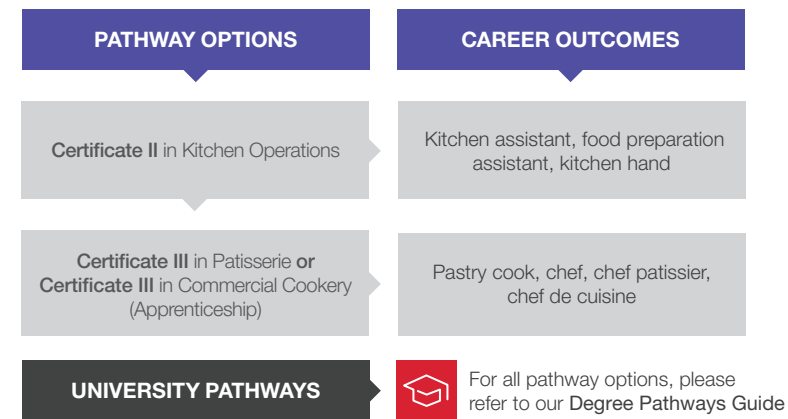 PATHWAY OPTIONS
CAREER OUTCOMES
Certificate II in Kitchen Operations
Kitchen assistant, food preparation
assistant, kitchen hand
Certificate III in Patisserie or
Certificate III in Commercial Cookery
(Apprenticeship)
Pastry cook, chef, chef patissier,
chef de cuisine
UNIVERSITY PATHWAYS
For all pathway options, please
refer to our Degree Pathways Guide